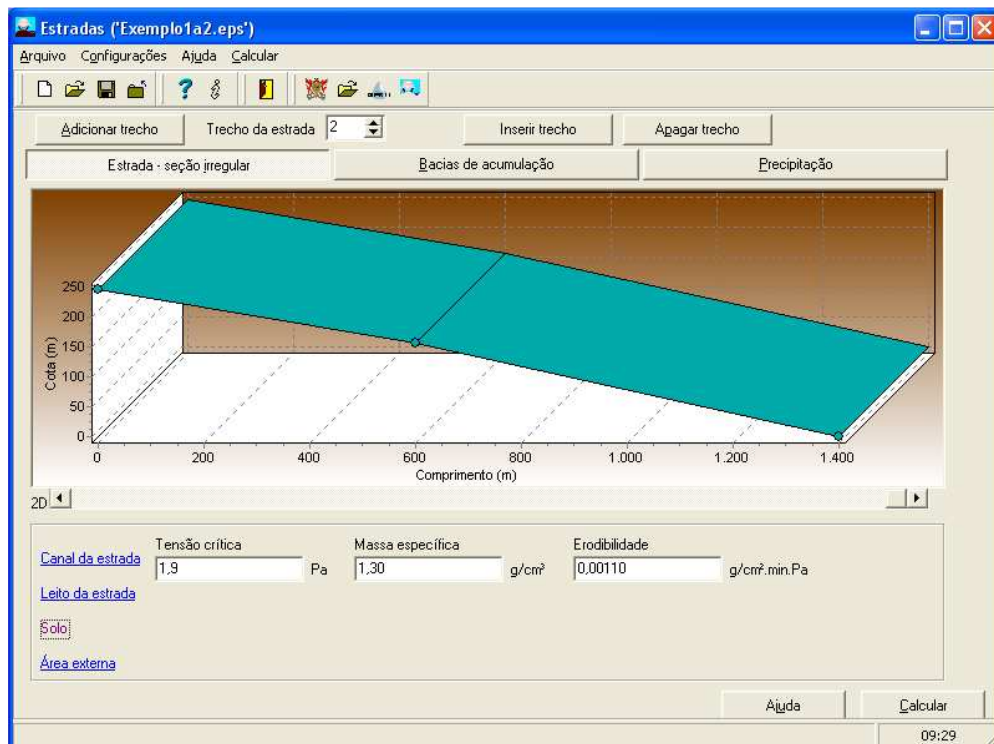 Estradas ('Exemplo1a2.eps')
Arquivo Configurações Ajuda Calcular
Adicionar trecho Trecho da estrada 2 Inserir trecho Apagar trecho
Estrada - seção irregular Bacias de acumulação Precipitação
250
200
150
100
50
0
Cota (m)
0 200 400 600 800 1.000 1.200 1.400
Comprimento (m)
2D
Tensão crítica Massa específica Erodibilidade
Canal da estrada 1,9 Pa 1,30 g/cm³ 0,00110 g/cm².min.Pa
Leito da estrada
Solo
Área externa
Ajuda Calcular
09:29